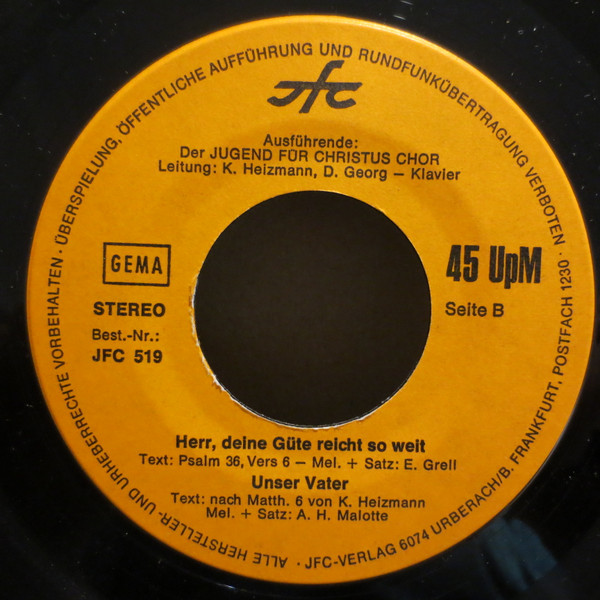 ALLE HERSTELLER- UND URHEBERRECHTE VORBEHALTEN · ÜBERSPIELUNG, ÖFFENTLICHE AUFFÜHRUNG UND RUNDFUNKÜBERTRAGUNG VERBOTEN · JFC-VERLAG 6074 URBERACH/B. FRANKFURT, POSTFACH 1230 ·
JFC
Ausführende:
Der JUGEND FÜR CHRISTUS CHOR
Leitung: K. Heizmann, D. Georg – Klavier
GEMA
45 UpM
STEREO
Seite B
Best.-Nr.:
JFC 519
Herr, deine Güte reicht so weit
Text: Psalm 36, Vers 6 – Mel. + Satz: E. Grell
Unser Vater
Text: nach Matth. 6 von K. Heizmann
Mel. + Satz: A. H. Malotte